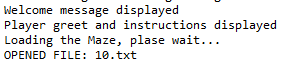 Welcome message displayed
Player greet and instructions displayed
Loading the Maze, plase wait...
OPENED FILE: 10.txt